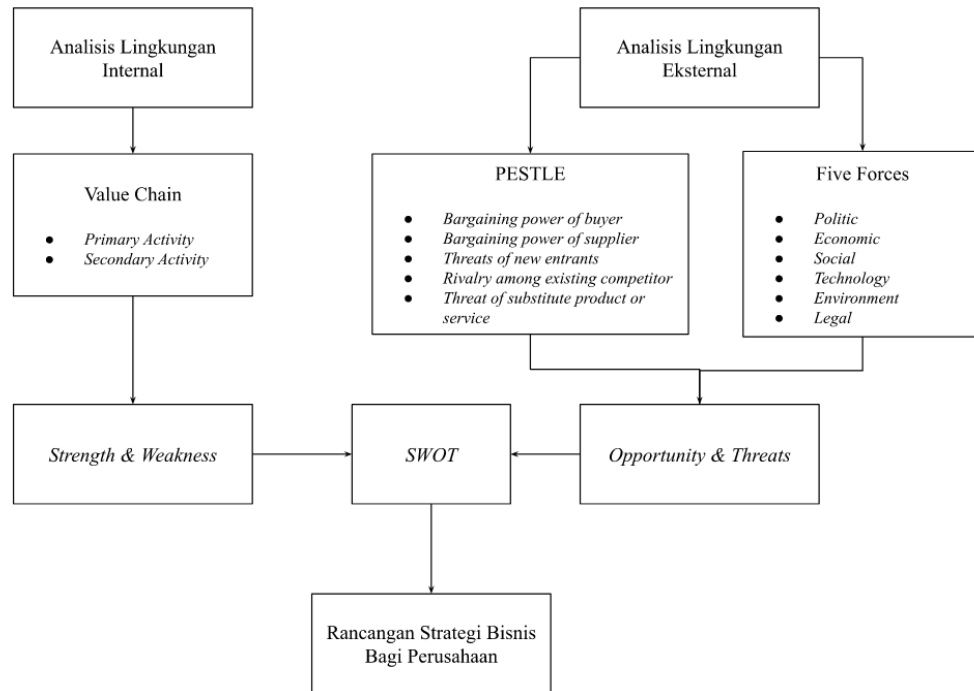 Analisis Lingkungan
Internal
Analisis Lingkungan
Eksternal
Value Chain
● Primary Activity
● Secondary Activity
PESTLE
● Bargaining power of buyer
● Bargaining power of supplier
● Threats of new entrants
● Rivalry among existing competitor
● Threat of substitute product or
service
Five Forces
● Politic
● Economic
● Social
● Technology
● Environment
● Legal
Strength & Weakness
SWOT
Opportunity & Threats
Rancangan Strategi Bisnis
Bagi Perusahaan